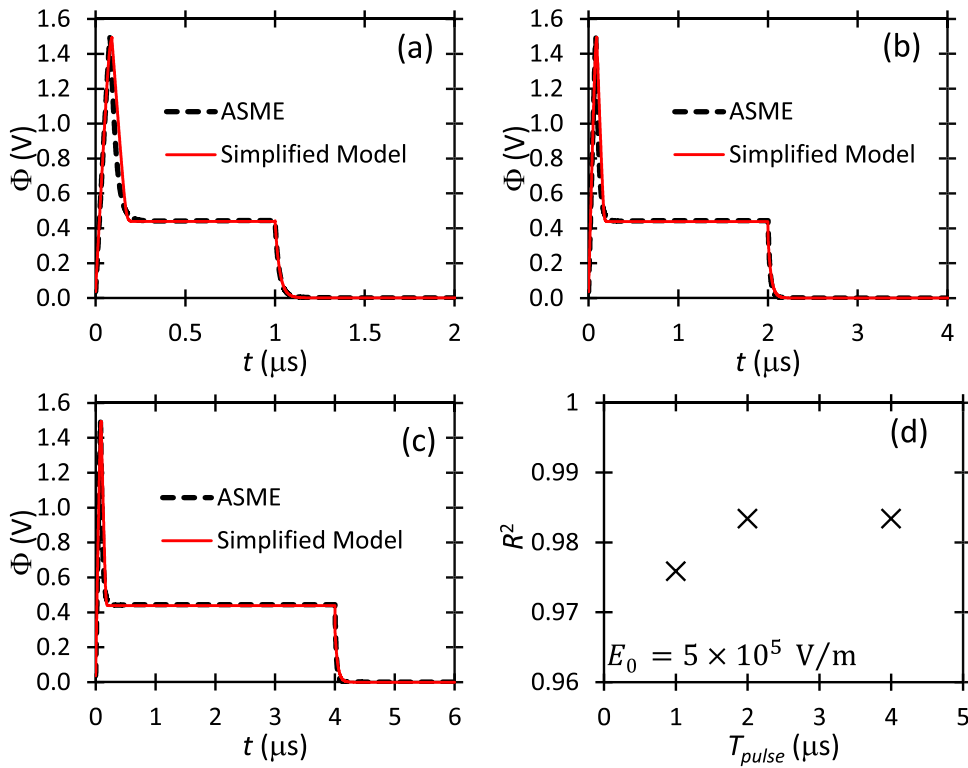 1.6
1.4
1.2
1.0
0.8
0.6
0.4
0.2
0.0
Φ (V)
(a)
ASME
Simplified Model
0 0.5 1 1.5 2
t (μs)
1.6
1.4
1.2
1.0
0.8
0.6
0.4
0.2
0.0
Φ (V)
(b)
ASME
Simplified Model
0 1 2 3 4
t (μs)
1.6
1.4
1.2
1.0
0.8
0.6
0.4
0.2
0.0
Φ (V)
(c)
ASME
Simplified Model
0 1 2 3 4 5 6
t (μs)
1
0.99
0.98
0.97
0.96
R²
(d)
E₀ = 5 × 10⁵ V/m
0 1 2 3 4 5
T_pulse (μs)